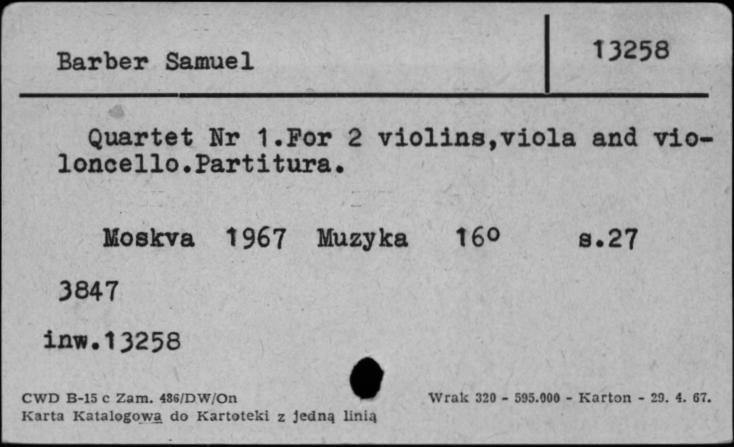 Barber Samuel 13258
Quartet Nr 1.For 2 violins,viola and vio-
loncello.Partitura.
Moskva 1967 Muzyka 16º s.27
3847
inw.13258
CWD B-15 c Zam. 486/DW/On Wrak 320 - 595.000 - Karton - 29. 4. 67.
Karta Katalogowa do Kartoteki z jedną linią